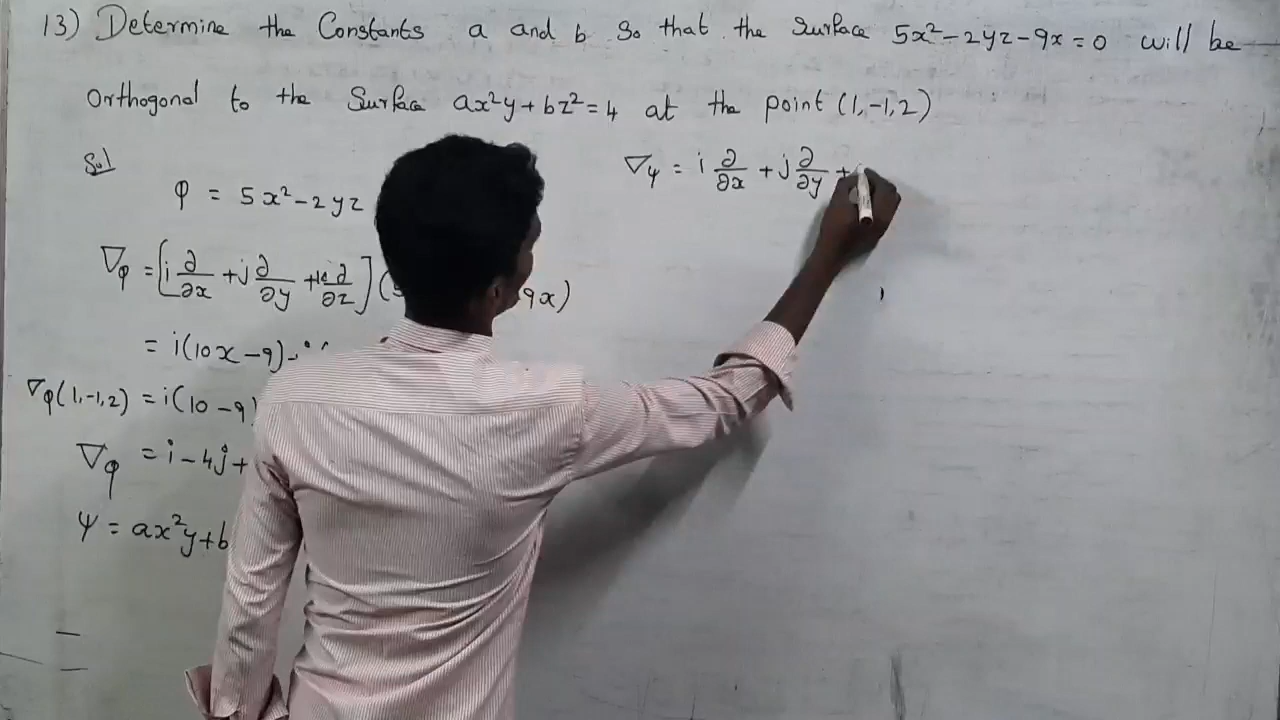 13) Determine the Constants a and b So that the Surface 5x²-2yz-9x=0 will be
Orthogonal to the Surface ax²y+bz²=4 at the point (1,-1,2)
Sol
φ = 5x²-2yz
∇φ = [i ∂/∂x + j ∂/∂y + k ∂/∂z] ( 9x)
= i(10x-9)-
∇φ(1,-1,2) = i(10-9)
∇φ = i-4j+
ψ = ax²y+b
∇ψ = i ∂/∂x + j ∂/∂y +